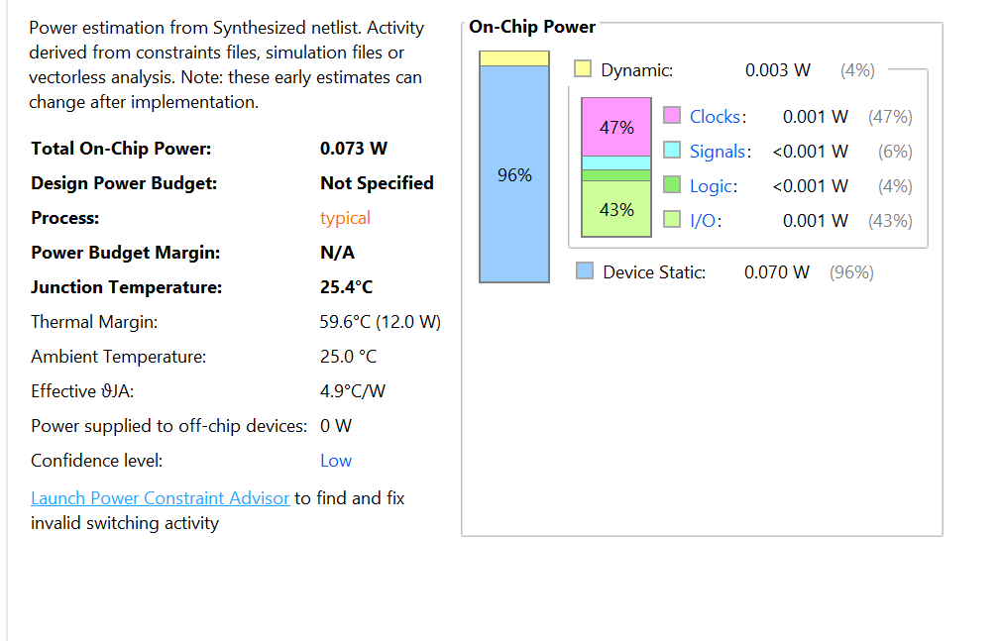 Power estimation from Synthesized netlist. Activity
derived from constraints files, simulation files or
vectorless analysis. Note: these early estimates can
change after implementation.
Total On-Chip Power: 0.073 W
Design Power Budget: Not Specified
Process: typical
Power Budget Margin: N/A
Junction Temperature: 25.4°C
Thermal Margin: 59.6°C (12.0 W)
Ambient Temperature: 25.0 °C
Effective ϑJA: 4.9°C/W
Power supplied to off-chip devices: 0 W
Confidence level: Low
Launch Power Constraint Advisor to find and fix
invalid switching activity
On-Chip Power
96%
Dynamic: 0.003 W (4%)
47%
43%
Clocks: 0.001 W (47%)
Signals: <0.001 W (6%)
Logic: <0.001 W (4%)
I/O: 0.001 W (43%)
Device Static: 0.070 W (96%)